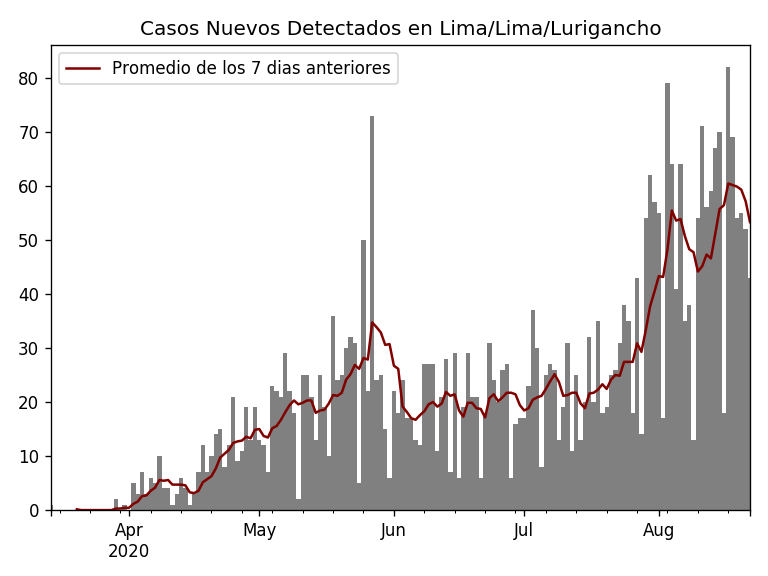 Casos Nuevos Detectados en Lima/Lima/Lurigancho
Promedio de los 7 dias anteriores
80
70
60
50
40
30
20
10
0
Apr
2020
May
Jun
Jul
Aug